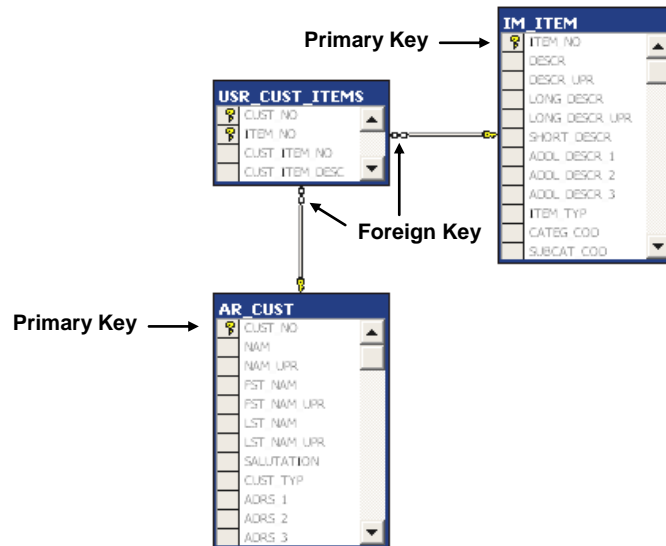 IM_ITEM
Primary Key
ITEM NO
DESCR
DESCR UPR
LONG DESCR
LONG DESCR UPR
SHORT DESCR
ADDL DESCR 1
ADDL DESCR 2
ADDL DESCR 3
ITEM TYP
CATEG COD
SUBCAT COD
USR_CUST_ITEMS
CUST NO
ITEM NO
CUST ITEM NO
CUST ITEM DESC
Foreign Key
AR_CUST
Primary Key
CUST NO
NAM
NAM UPR
FST NAM
FST NAM UPR
LST NAM
LST NAM UPR
SALUTATION
CUST TYP
ADRS 1
ADRS 2
ADRS 3